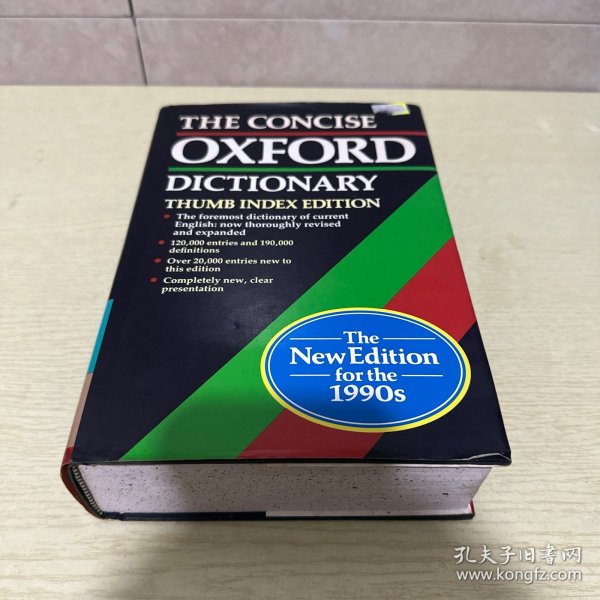 THE CONCISE
OXFORD
DICTIONARY
THUMB INDEX EDITION
• The foremost dictionary of current
English: now thoroughly revised
and expanded
• 120,000 entries and 190,000
definitions
• Over 20,000 entries new to
this edition
• Completely new, clear
presentation
The
New Edition
for the
1990s
孔夫子旧书网
www.kongfz.com